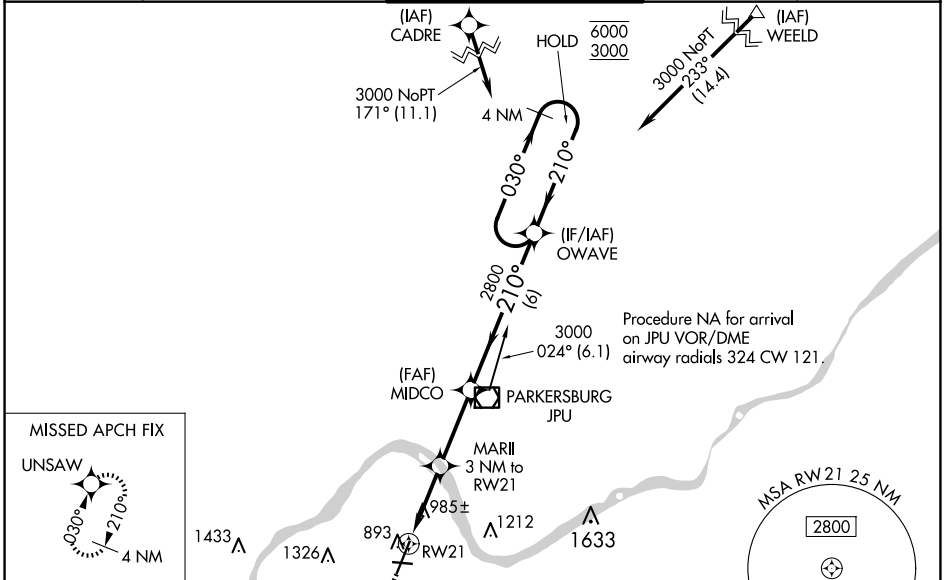 (IAF)
CADRE
HOLD
6000
3000
(IAF)
WEELD
3000 NoPT
233°
(14.4)
3000 NoPT
171° (11.1)
4 NM
030°
210°
(IF/IAF)
OWAVE
2800
210°
(6)
3000
024° (6.1)
Procedure NA for arrival
on JPU VOR/DME
airway radials 324 CW 121.
(FAF)
MIDCO
PARKERSBURG
JPU
MISSED APCH FIX
UNSAW
030°
210°
4 NM
MARII
3 NM to
RW21
985±
1212
1633
1433
1326
893
RW21
MSA RW21 25 NM
2800